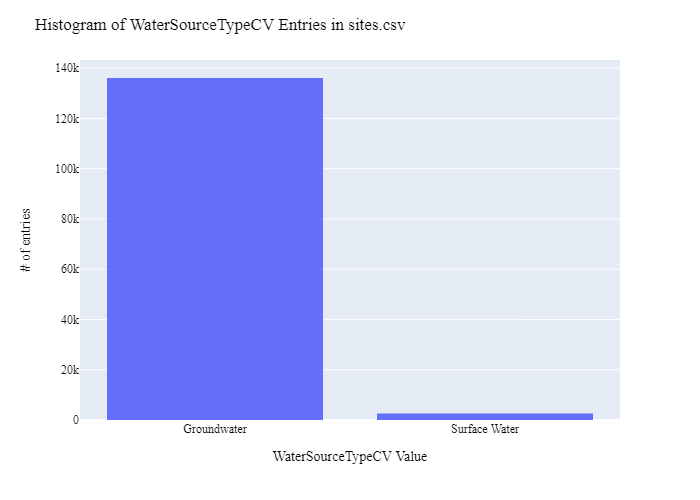 Histogram of WaterSourceTypeCV Entries in sites.csv
140k
120k
100k
80k
60k
40k
20k
0
# of entries
Groundwater
Surface Water
WaterSourceTypeCV Value